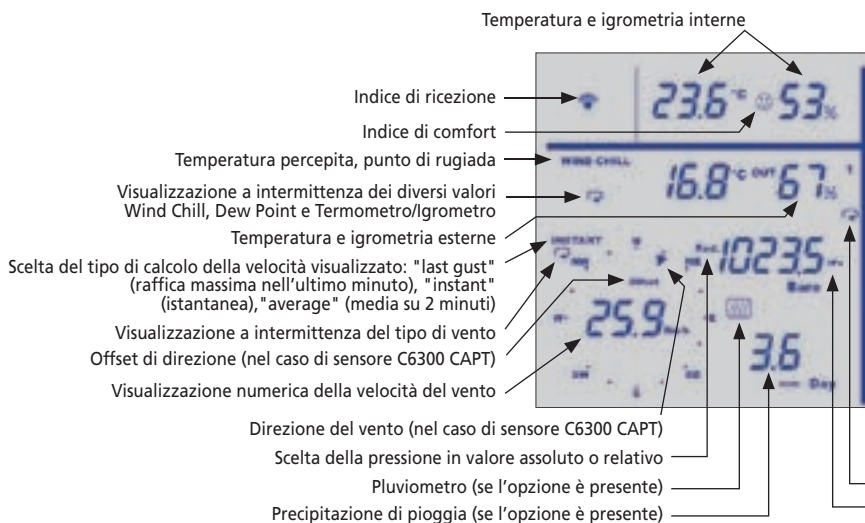 Temperatura e igrometria interne
23.6 °C 53%
Indice di ricezione
Indice di comfort
Temperatura percepita, punto di rugiada
WIND CHILL
16.8 °C OUT 67%
Visualizzazione a intermittenza dei diversi valori
Wind Chill, Dew Point e Termometro/Igrometro
Temperatura e igrometria esterne
INSTANT
Scelta del tipo di calcolo della velocità visualizzato: "last gust"
(raffica massima nell'ultimo minuto), "instant"
(istantanea),"average" (media su 2 minuti)
1023.5
Baro
Visualizzazione a intermittenza del tipo di vento
Offset di direzione (nel caso di sensore C6300 CAPT)
25.9
Visualizzazione numerica della velocità del vento
3.6
Day
Direzione del vento (nel caso di sensore C6300 CAPT)
Scelta della pressione in valore assoluto o relativo
Pluviometro (se l'opzione è presente)
Precipitazione di pioggia (se l'opzione è presente)